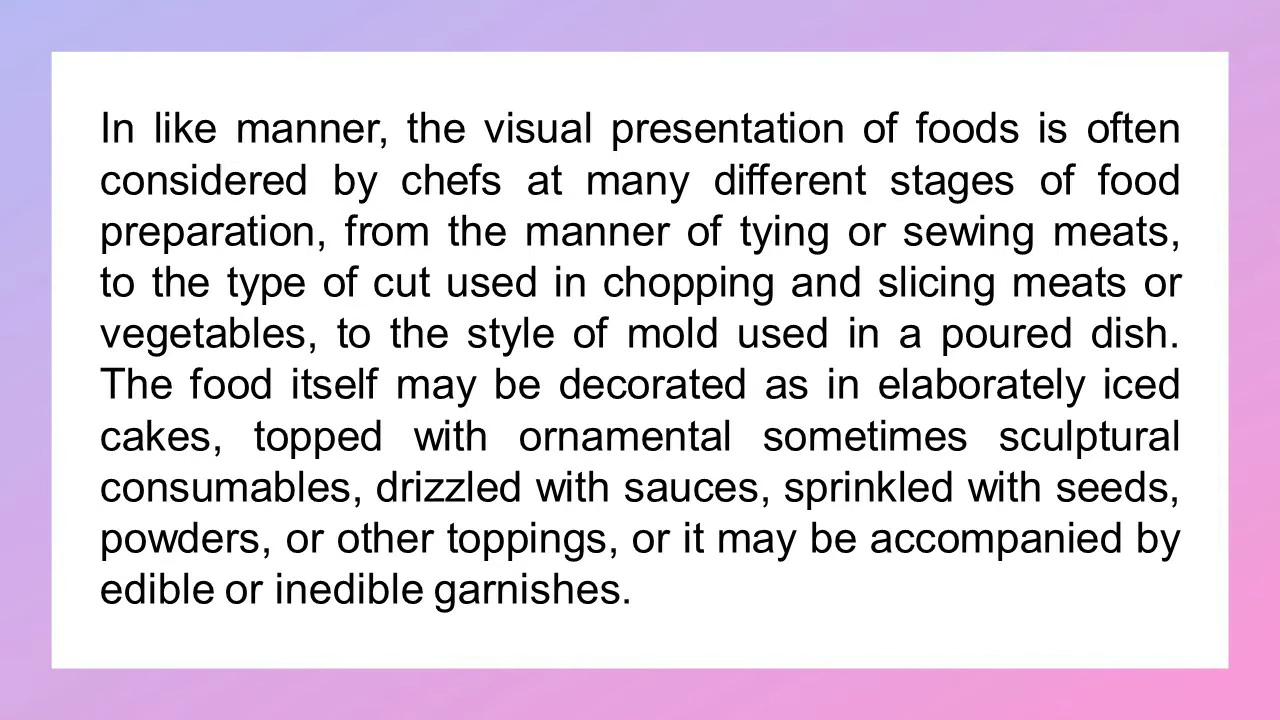 In like manner, the visual presentation of foods is often
considered by chefs at many different stages of food
preparation, from the manner of tying or sewing meats,
to the type of cut used in chopping and slicing meats or
vegetables, to the style of mold used in a poured dish.
The food itself may be decorated as in elaborately iced
cakes, topped with ornamental sometimes sculptural
consumables, drizzled with sauces, sprinkled with seeds,
powders, or other toppings, or it may be accompanied by
edible or inedible garnishes.